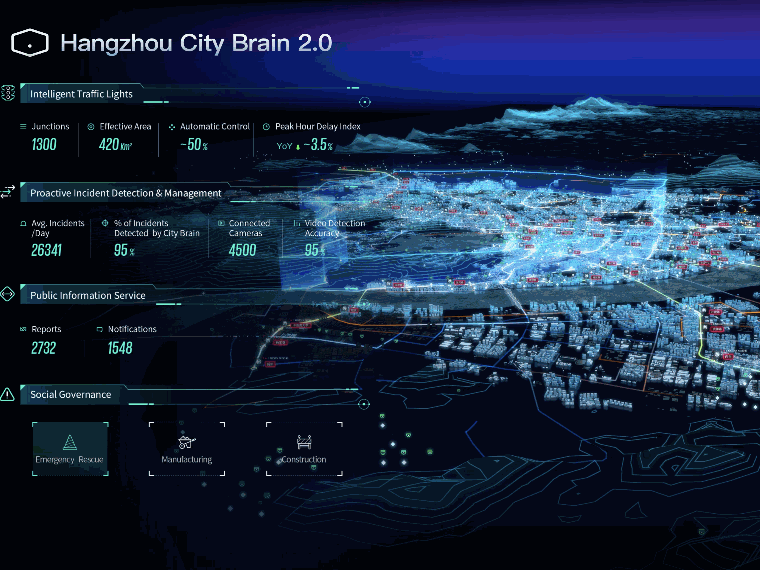 Hangzhou City Brain 2.0
Intelligent Traffic Lights
Junctions
Effective Area
Automatic Control
Peak Hour Delay Index
1300
420 Km²
~50 %
YoY ~3.5 %
Proactive Incident Detection & Management
Avg. Incidents
/Day
% of Incidents
Detected by City Brain
Connected
Cameras
Video Detection
Accuracy
26341
95 %
4500
95 %
Public Information Service
Reports
Notifications
2732
1548
Social Governance
Emergency Rescue
Manufacturing
Construction